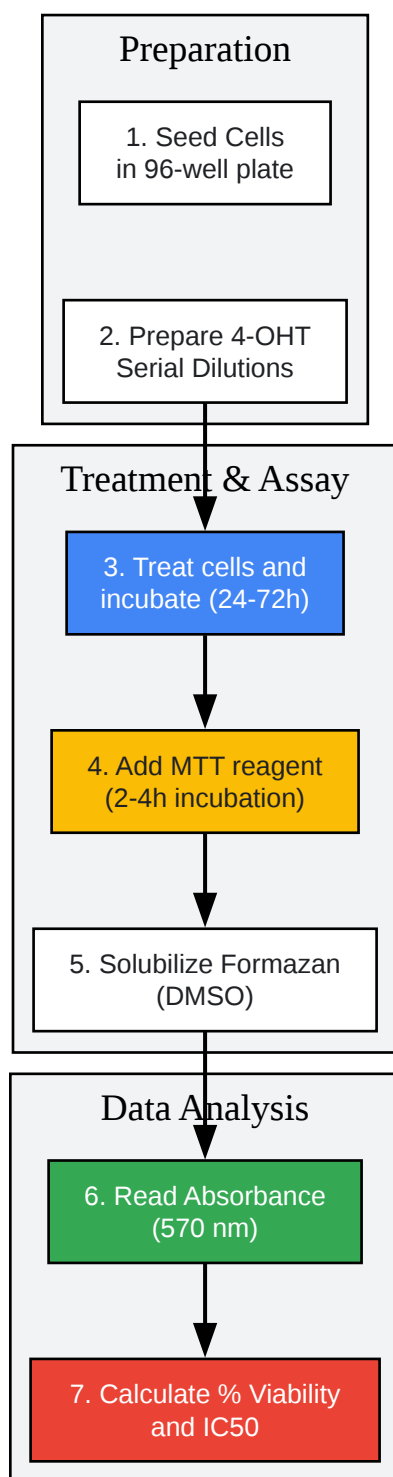 Preparation
1. Seed Cells
in 96-well plate
2. Prepare 4-OHT
Serial Dilutions
Treatment & Assay
3. Treat cells and
incubate (24-72h)
4. Add MTT reagent
(2-4h incubation)
5. Solubilize Formazan
(DMSO)
Data Analysis
6. Read Absorbance
(570 nm)
7. Calculate % Viability
and IC50